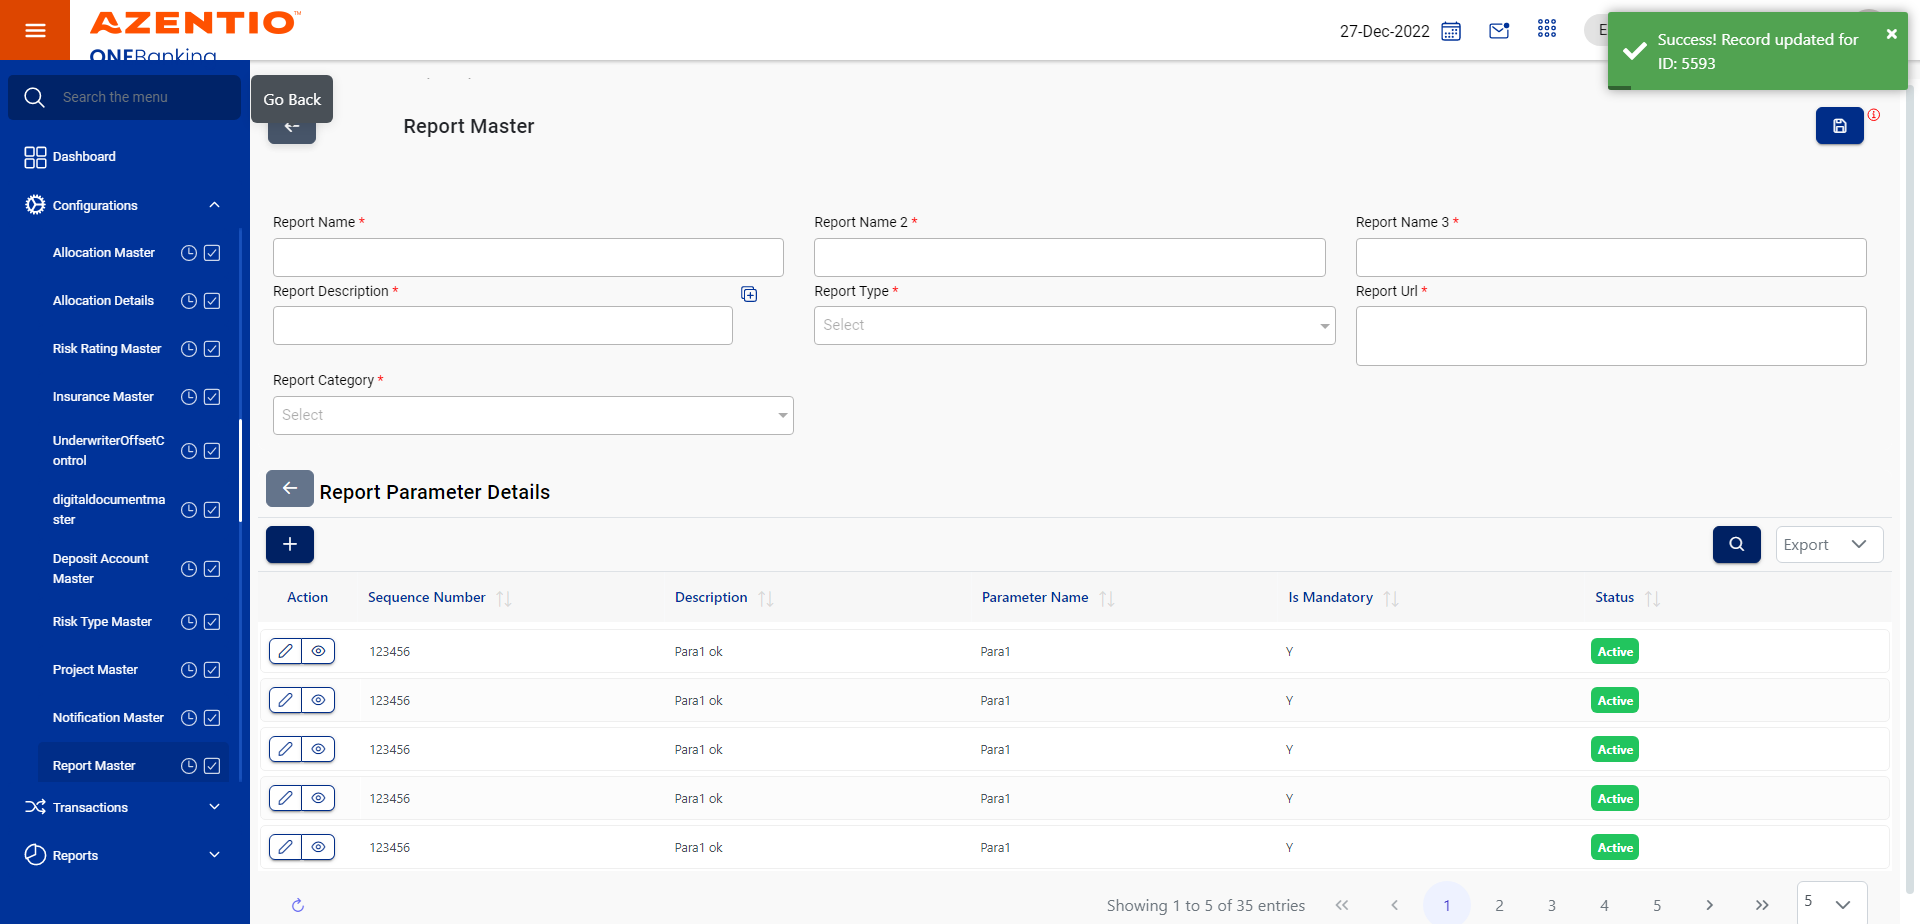 AZENTIO™
ONEBanking
27-Dec-2022
E
Success! Record updated for
ID: 5593
Search the menu
Go Back
Report Master
Dashboard
Configurations
Allocation Master
Allocation Details
Risk Rating Master
Insurance Master
UnderwriterOffsetC
ontrol
digitaldocumentma
ster
Deposit Account
Master
Risk Type Master
Project Master
Notification Master
Report Master
Transactions
Reports
Report Name *
Report Name 2 *
Report Name 3 *
Report Description *
Report Type *
Report Url *
Select
Report Category *
Select
Report Parameter Details
Export
Action Sequence Number Description Parameter Name Is Mandatory Status
123456 Para1 ok Para1 Y Active
123456 Para1 ok Para1 Y Active
123456 Para1 ok Para1 Y Active
123456 Para1 ok Para1 Y Active
123456 Para1 ok Para1 Y Active
Showing 1 to 5 of 35 entries « ‹ 1 2 3 4 5 › » 5